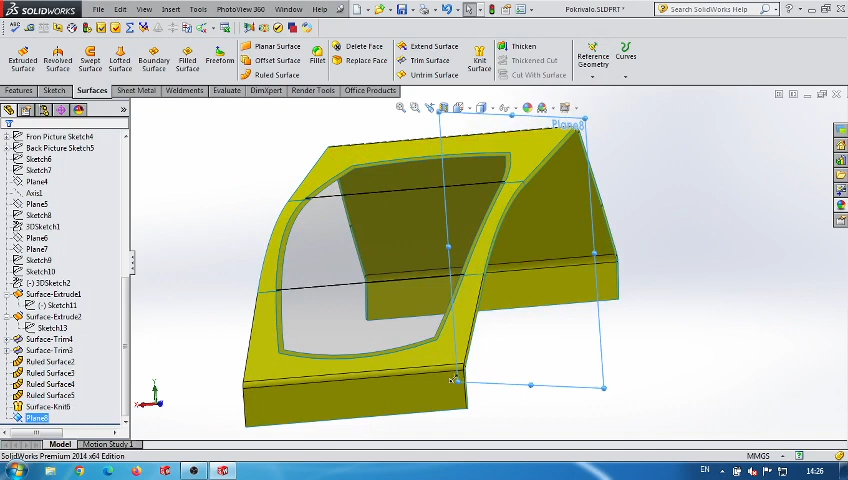 SOLIDWORKS
File Edit View Insert Tools PhotoView 360 Window Help
Pokrivalo.SLDPRT *
Search SolidWorks Help
Extruded Surface
Revolved Surface
Swept Surface
Lofted Surface
Boundary Surface
Filled Surface
Freeform
Planar Surface
Offset Surface
Ruled Surface
Fillet
Delete Face
Replace Face
Extend Surface
Trim Surface
Untrim Surface
Knit Surface
Thicken
Thickened Cut
Cut With Surface
Reference Geometry
Curves
Features Sketch Surfaces Sheet Metal Weldments Evaluate DimXpert Render Tools Office Products
Fron Picture Sketch4
Back Picture Sketch5
Sketch6
Sketch7
Plane4
Axis1
Plane5
Sketch8
3DSketch1
Plane6
Plane7
Sketch9
Sketch10
(-) 3DSketch2
Surface-Extrude1
(-) Sketch11
Surface-Extrude2
Sketch13
Surface-Trim4
Surface-Trim3
Ruled Surface2
Ruled Surface3
Ruled Surface4
Ruled Surface5
Surface-Knit6
Plane8
Plane8
Y
X
Model Motion Study 1
SolidWorks Premium 2014 x64 Edition
MMGS
EN
14:26